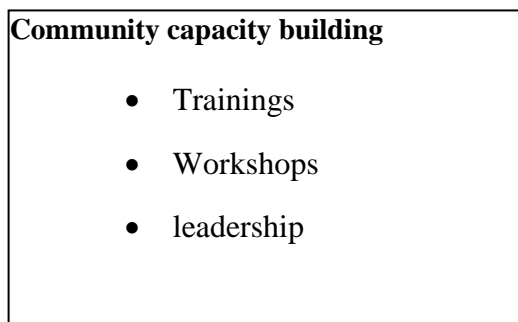 Community capacity building
• Trainings
• Workshops
• leadership